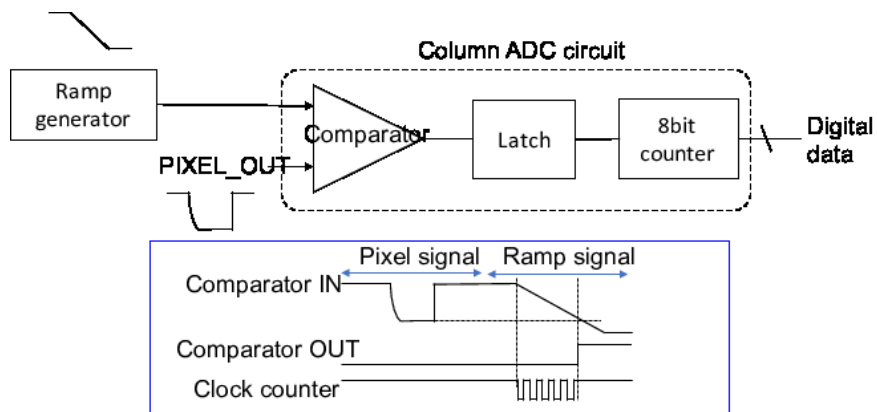 Column ADC circuit
Ramp
generator
Comparator
Latch
8bit
counter
Digital
data
PIXEL_OUT
Pixel signal
Ramp signal
Comparator IN
Comparator OUT
Clock counter